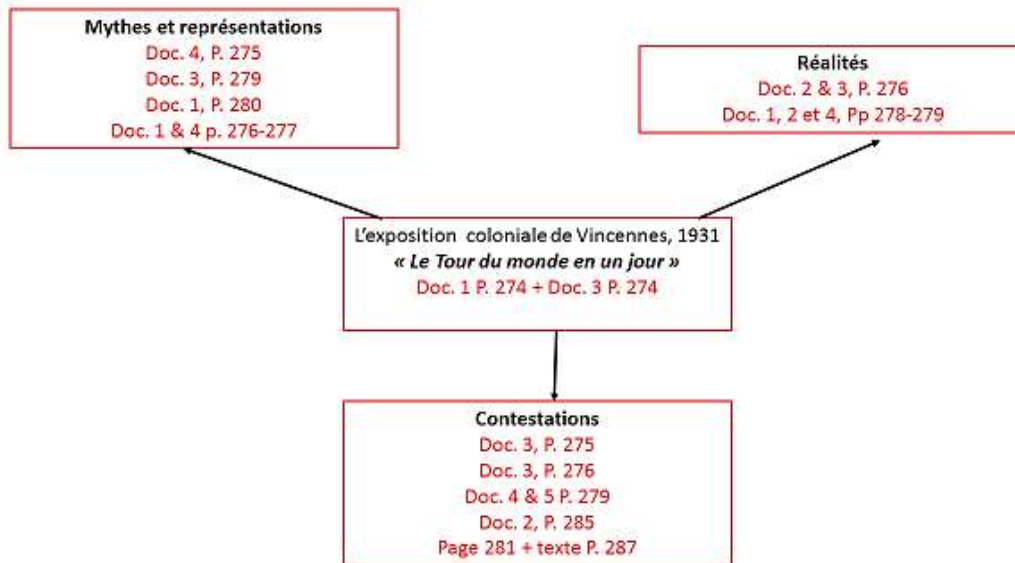 Mythes et représentations
Doc. 4, P. 275
Doc. 3, P. 279
Doc. 1, P. 280
Doc. 1 & 4 p. 276-277
Réalités
Doc. 2 & 3, P. 276
Doc. 1, 2 et 4, Pp 278-279
L'exposition coloniale de Vincennes, 1931
« Le Tour du monde en un jour »
Doc. 1 P. 274 + Doc. 3 P. 274
Contestations
Doc. 3, P. 275
Doc. 3, P. 276
Doc. 4 & 5 P. 279
Doc. 2, P. 285
Page 281 + texte P. 287